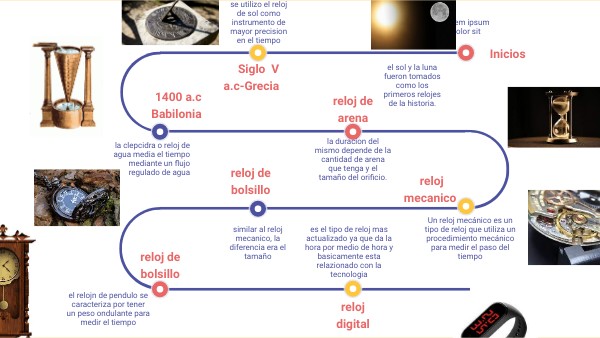 se utilizo el reloj
de sol como
instrumento de
mayor precision
en el tiempo
em ipsum
olor sit
Inicios
Siglo V
a.c-Grecia
el sol y la luna
fueron tomados
como los
primeros relojes
de la historia.
1400 a.c
Babilonia
la clepcidra o reloj de
agua media el tiempo
mediante un flujo
regulado de agua
reloj de
arena
la duración del
mismo depende de la
cantidad de arena
que tenga y el
tamaño del orificio.
reloj
mecanico
Un reloj mecánico es un
tipo de reloj que utiliza un
procedimiento mecánico
para medir el paso del
tiempo
reloj de
bolsillo
similar al reloj
mecanico, la
diferencia era el
tamaño
reloj de
bolsillo
el relojn de pendulo se
caracteriza por tener
un peso ondulante para
medir el tiempo
es el tipo de reloj mas
actualizado ya que da la
hora por medio de hora y
basicamente esta
relazionado con la
tecnologia
reloj
digital